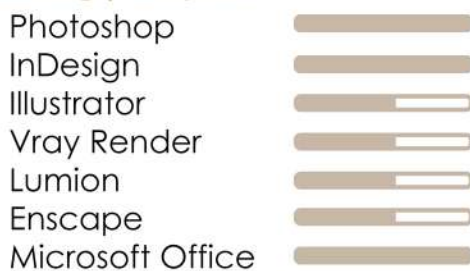 Photoshop
InDesign
Illustrator
Vray Render
Lumion
Enscape
Microsoft Office